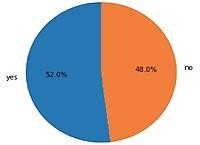 52.0%
48.0%
no
yes